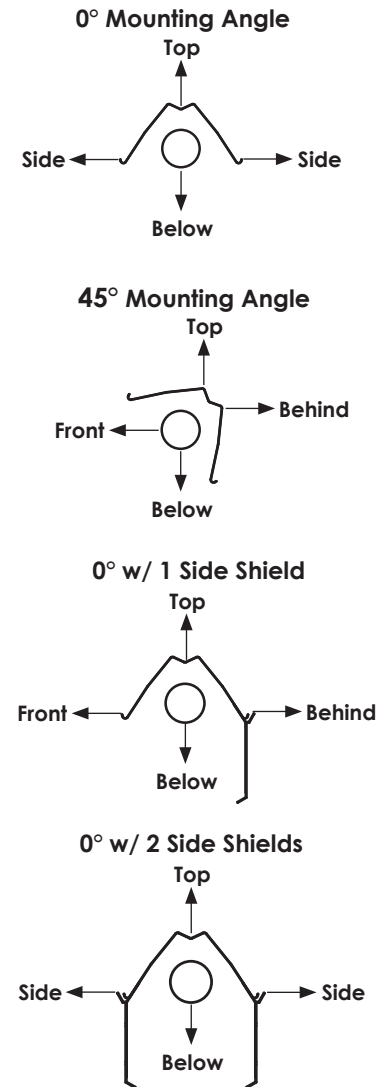 0° Mounting Angle
Top
Side Side
Below
45° Mounting Angle
Top
Behind
Front
Below
0° w/ 1 Side Shield
Top
Front Behind
Below
0° w/ 2 Side Shields
Top
Side Side
Below